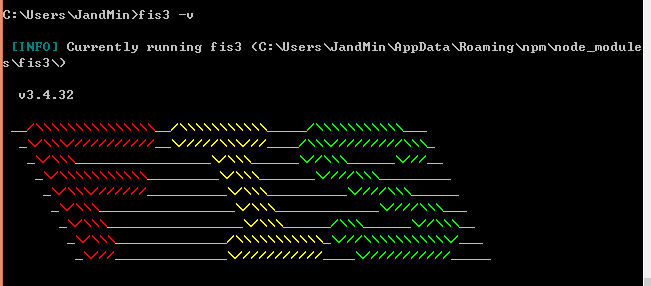 C:\Users\JandMin>fis3 -v
[INFO] Currently running fis3 (C:\Users\JandMin\AppData\Roaming\npm\node_module
s\fis3\)
v3.4.32